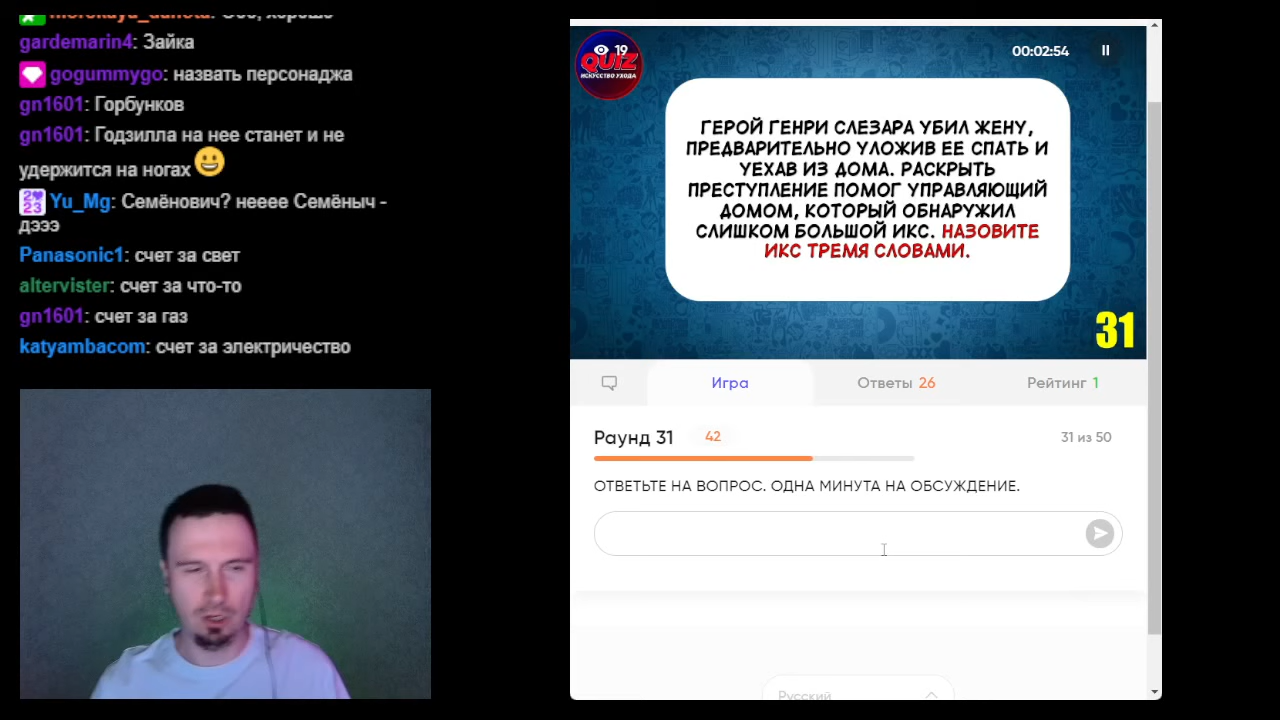 gardemarin4: Зайка
gogummygo: назвать персонаджа
gn1601: Горбунков
gn1601: Годзилла на нее станет и не
удержится на ногах
2 23 Yu_Mg: Семёнович? нееее Семёныч -
дэээ
Panasonic1: счет за свет
altervister: счет за что-то
gn1601: счет за газ
katyambacom: счет за электричество
19
QUIZ
ИСКУССТВО УХОДА
00:02:54
ГЕРОЙ ГЕНРИ СЛЕЗАРА УБИЛ ЖЕНУ,
ПРЕДВАРИТЕЛЬНО УЛОЖИВ ЕЕ СПАТЬ И
УЕХАВ ИЗ ДОМА. РАСКРЫТЬ
ПРЕСТУПЛЕНИЕ ПОМОГ УПРАВЛЯЮЩИЙ
ДОМОМ, КОТОРЫЙ ОБНАРУЖИЛ
СЛИШКОМ БОЛЬШОЙ ИКС. НАЗОВИТЕ
ИКС ТРЕМЯ СЛОВАМИ.
31
Игра
Ответы 26
Рейтинг 1
Раунд 31 42
31 из 50
ОТВЕТЬТЕ НА ВОПРОС. ОДНА МИНУТА НА ОБСУЖДЕНИЕ.
Русский